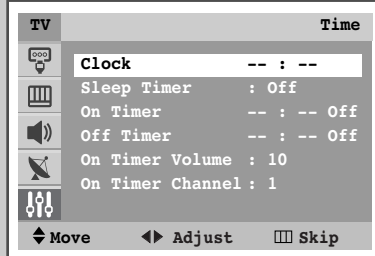 TV Time
Clock -- : --
Sleep Timer : Off
On Timer -- : -- Off
Off Timer -- : -- Off
On Timer Volume : 10
On Timer Channel : 1
Move Adjust Skip